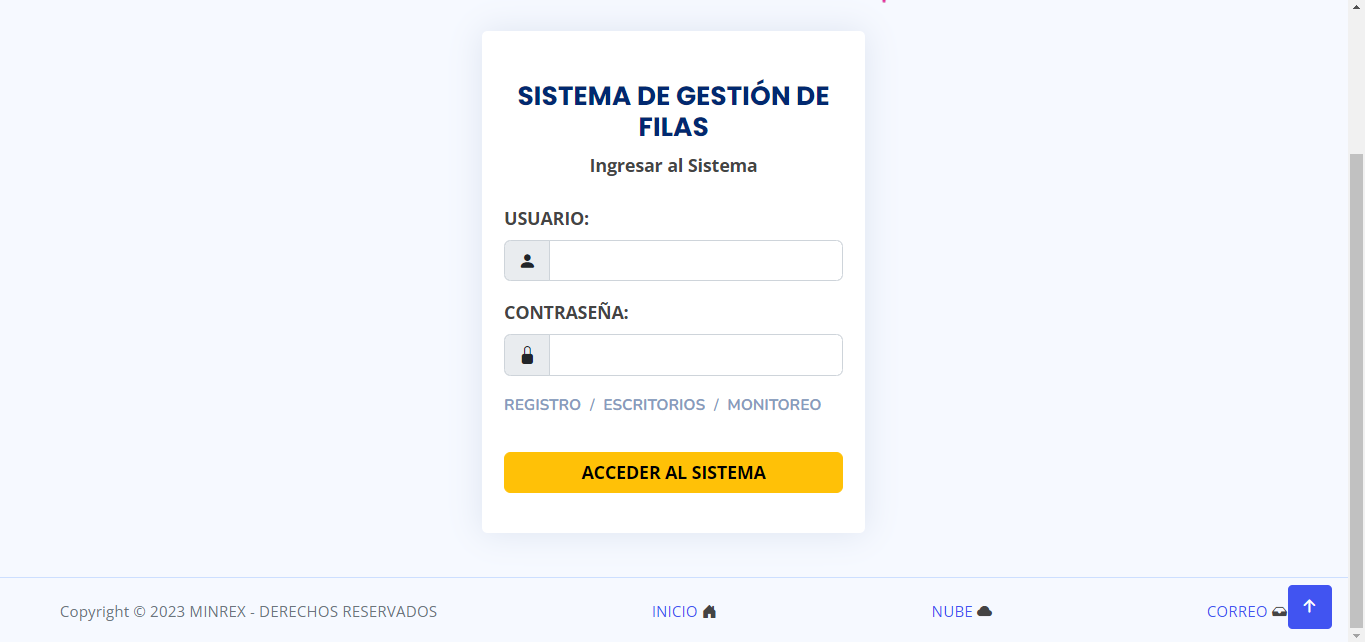 SISTEMA DE GESTIÓN DE
FILAS
Ingresar al Sistema
USUARIO:
CONTRASEÑA:
REGISTRO / ESCRITORIOS / MONITOREO
ACCEDER AL SISTEMA
Copyright © 2023 MINREX - DERECHOS RESERVADOS INICIO NUBE CORREO